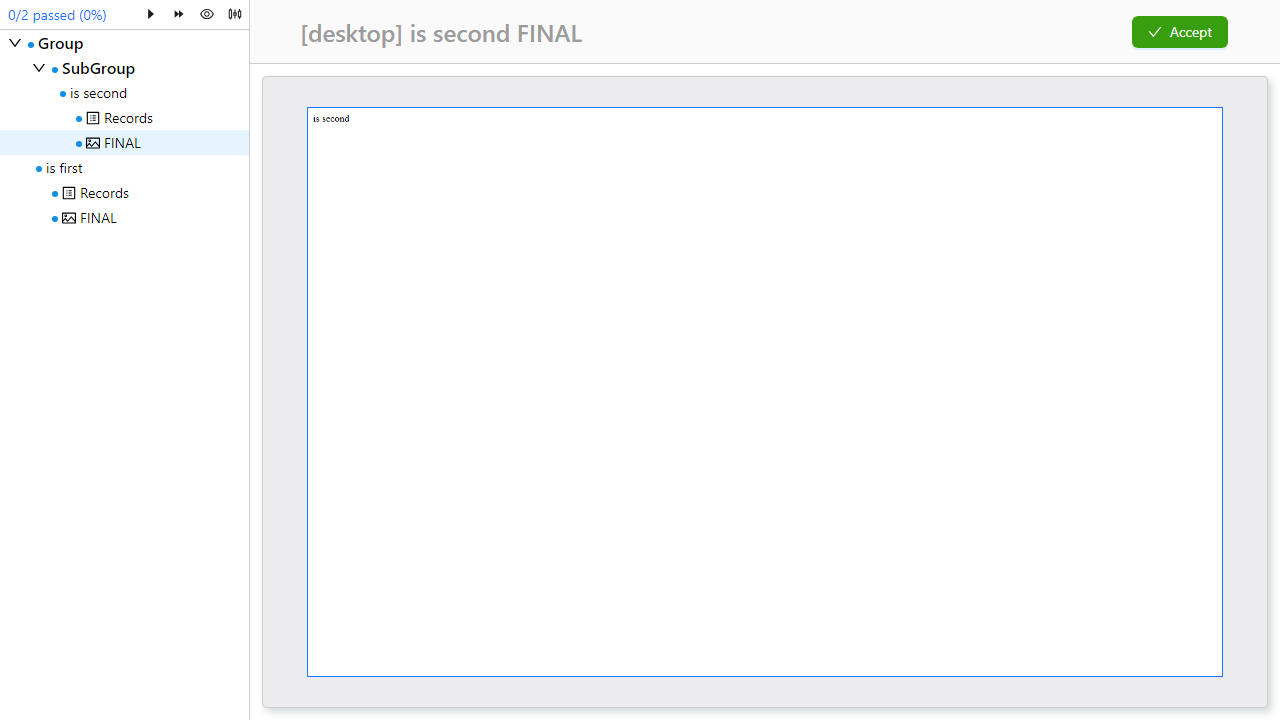 0/2 passed (0%)
Group
SubGroup
is second
Records
FINAL
is first
Records
FINAL
[desktop] is second FINAL
Accept
is second